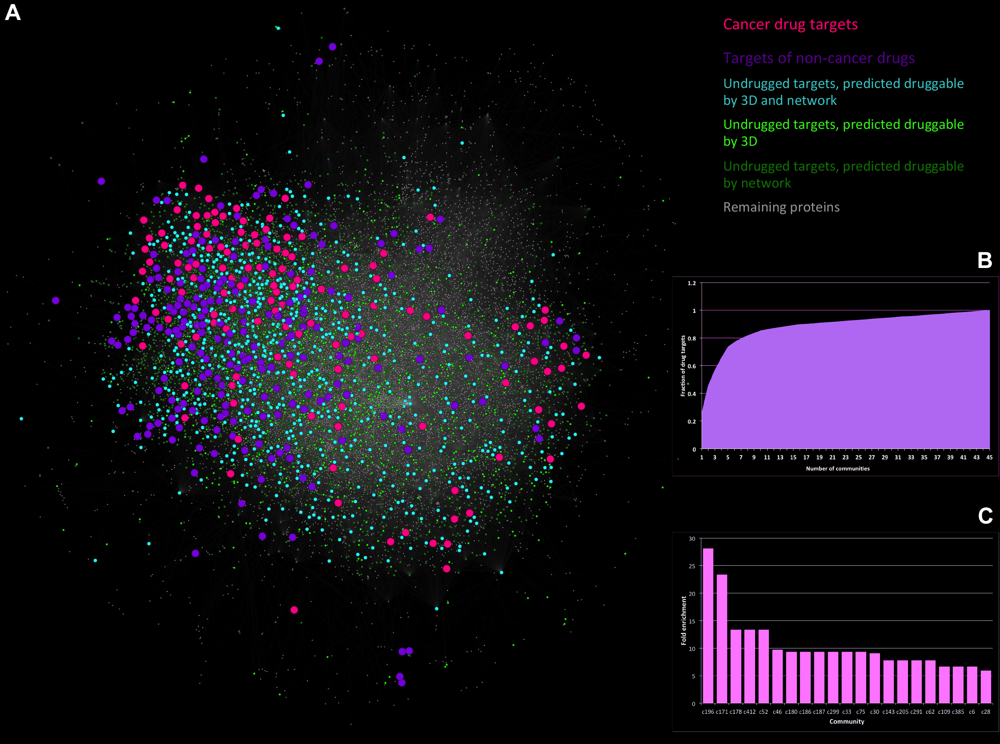 A
Cancer drug targets
Targets of non-cancer drugs
Undrugged targets, predicted druggable
by 3D and network
Undrugged targets, predicted druggable
by 3D
Undrugged targets, predicted druggable
by network
Remaining proteins
B
1.2
1
0.8
0.6
0.4
0.2
0
Fraction of drug targets
1 3 5 7 9 11 13 15 17 19 21 23 25 27 29 31 33 35 37 39 41 43 45
Number of communities
C
30
25
20
15
10
5
0
Fold enrichment
c196 c171 c178 c412 c52 c46 c180 c186 c187 c299 c33 c75 c30 c143 c205 c291 c62 c109 c385 c6 c28
Community